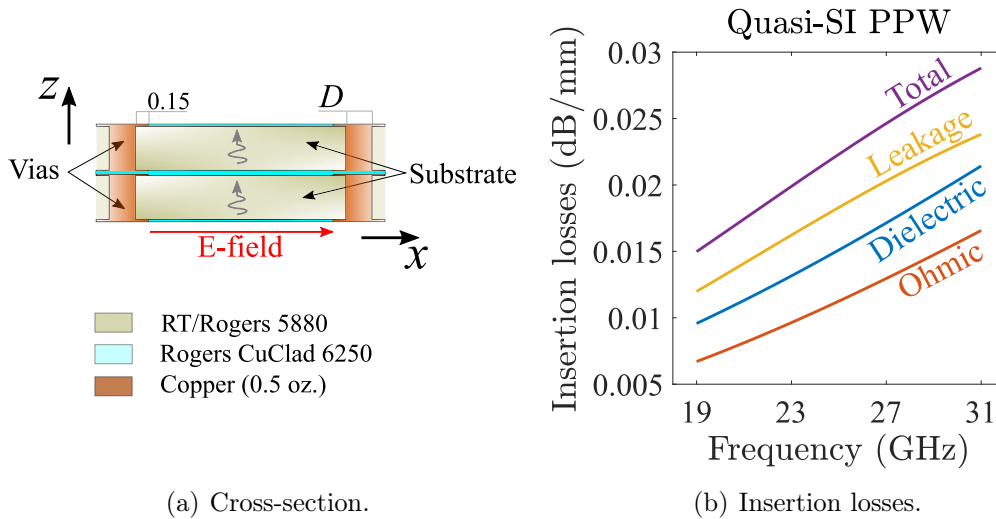 z
0.15
D
Vias
Substrate
E-field
x
RT/Rogers 5880
Rogers CuClad 6250
Copper (0.5 oz.)
(a) Cross-section.
Quasi-SI PPW
Insertion losses (dB/mm)
0.03
0.025
0.02
0.015
0.01
0.005
Total
Leakage
Dielectric
Ohmic
19 23 27 31
Frequency (GHz)
(b) Insertion losses.